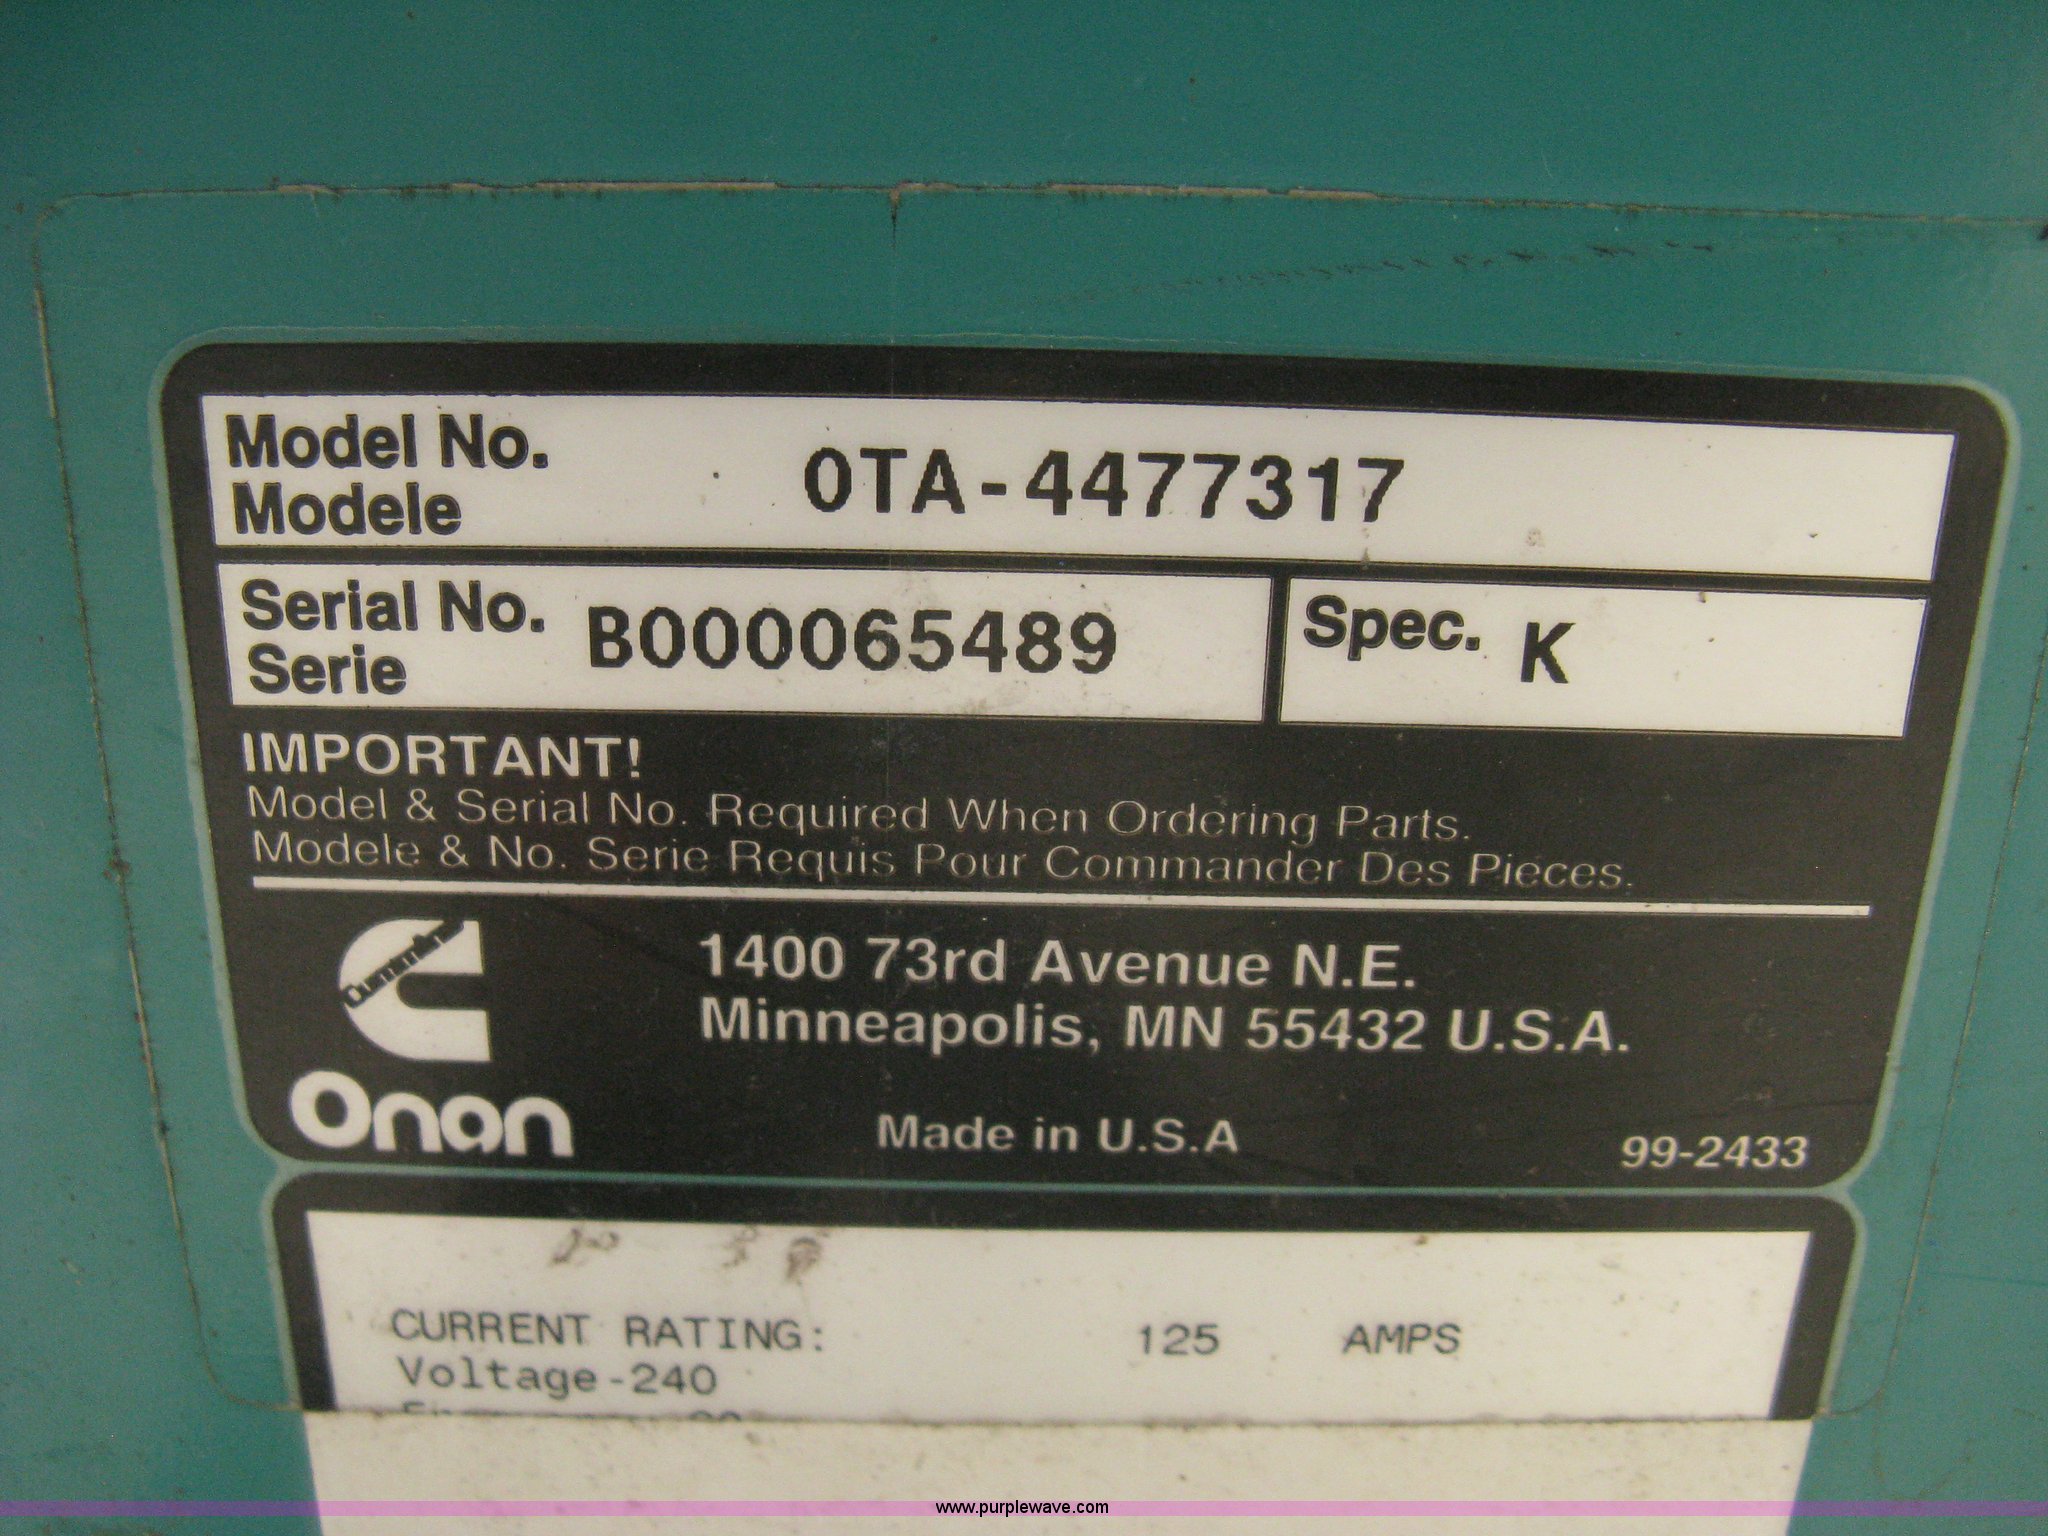 Model No.
Modele
OTA-4477317
Serial No.
Serie
B000065489
Spec. K
IMPORTANT!
Model & Serial No. Required When Ordering Parts.
Modele & No. Serie Requis Pour Commander Des Pieces.
1400 73rd Avenue N.E.
Minneapolis, MN 55432 U.S.A.
Onan
Made in U.S.A
99-2433
CURRENT RATING: 125 AMPS
Voltage-240
www.purplewave.com